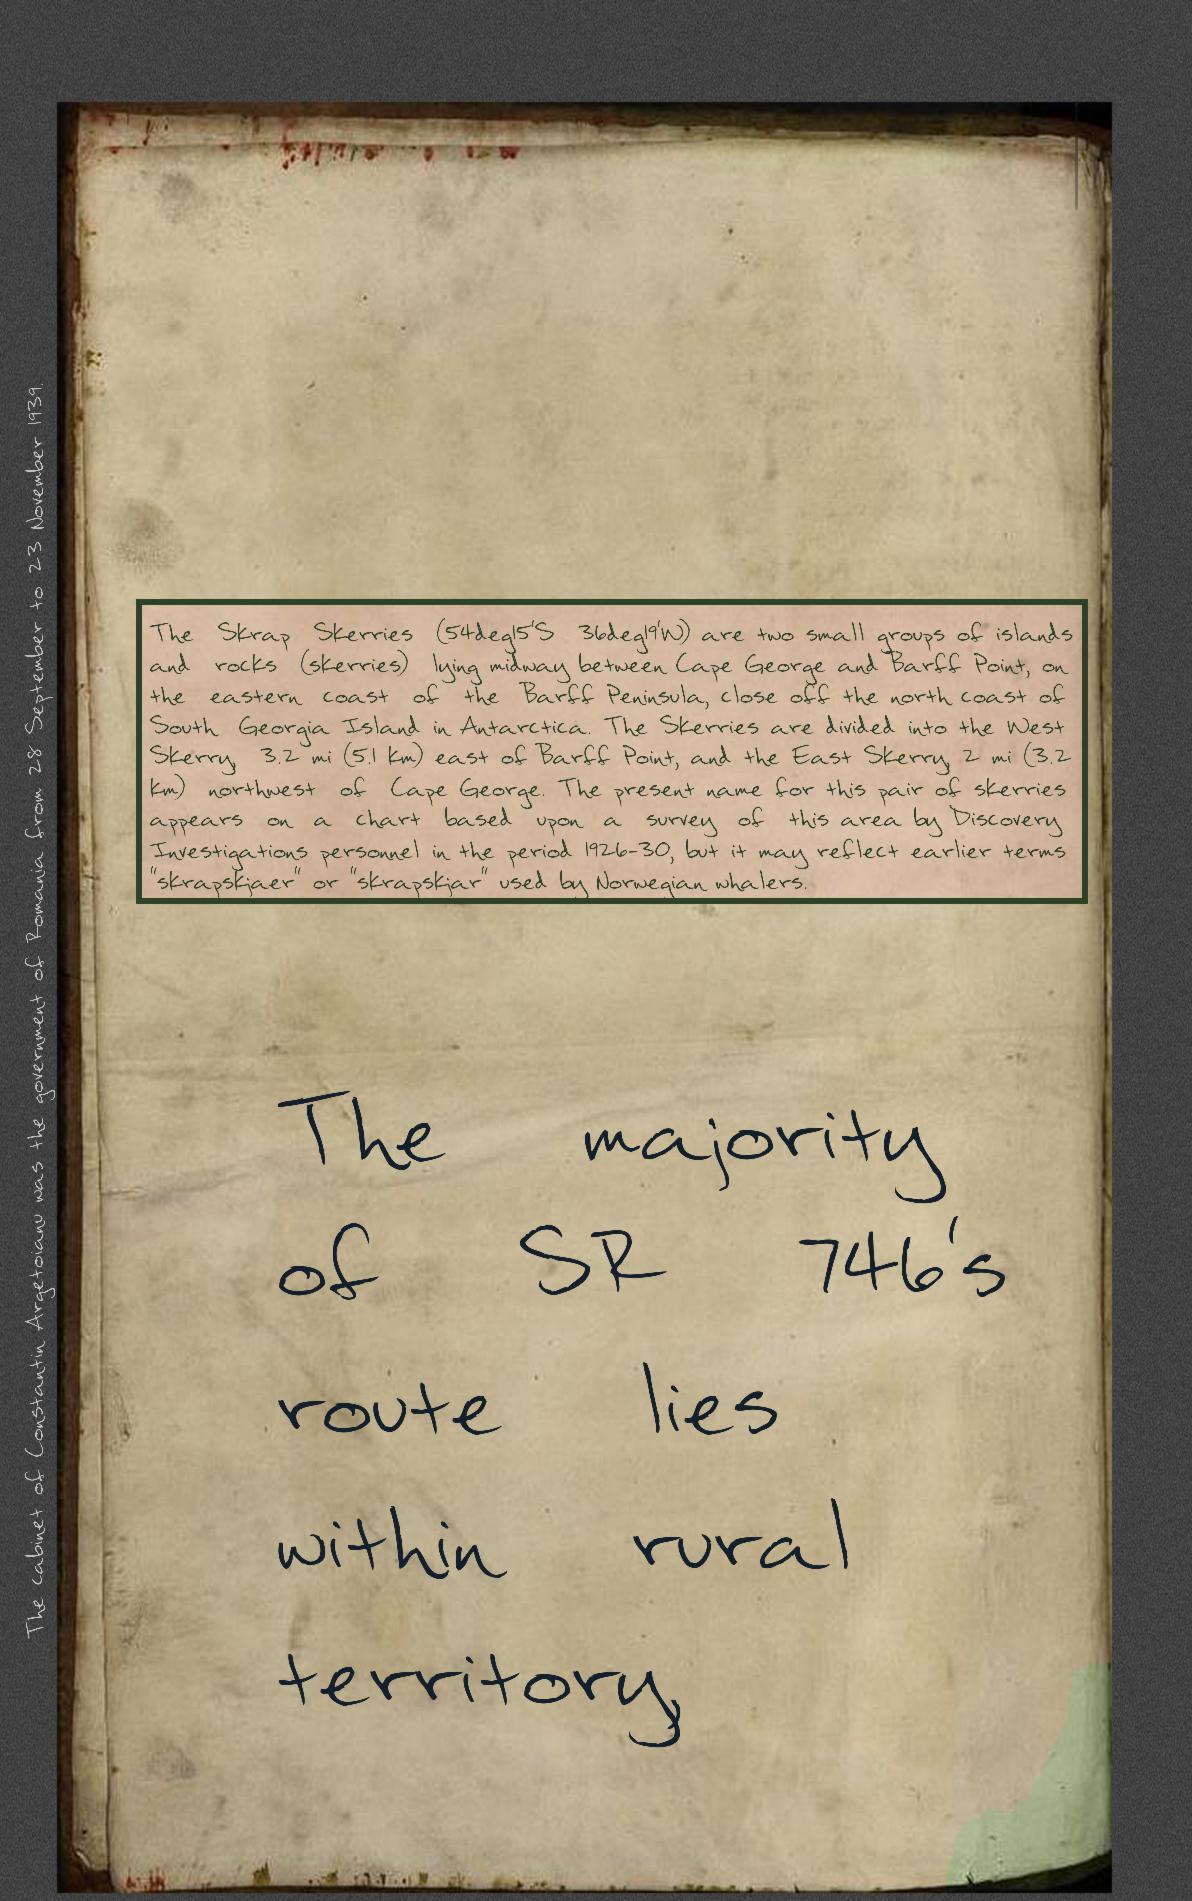 The Skrap Skerries (54deg15'S 36deg19'W) are two small groups of islands
and rocks (skerries) lying midway between Cape George and Barff Point, on
the eastern coast of the Barff Peninsula, close off the north coast of
South Georgia Island in Antarctica. The Skerries are divided into the West
Skerry, 3.2 mi (5.1 km) east of Barff Point, and the East Skerry, 2 mi (3.2
km) northwest of Cape George. The present name for this pair of skerries
appears on a chart based upon a survey of this area by Discovery
Investigations personnel in the period 1926-30, but it may reflect earlier terms
"skrapskjaer" or "skrapskjar" used by Norwegian whalers.
The majority
of SR 746's
route lies
within rural
territory,
The cabinet of Constantin Argetoianu was the government of Romania from 28 September to 23 November 1939.